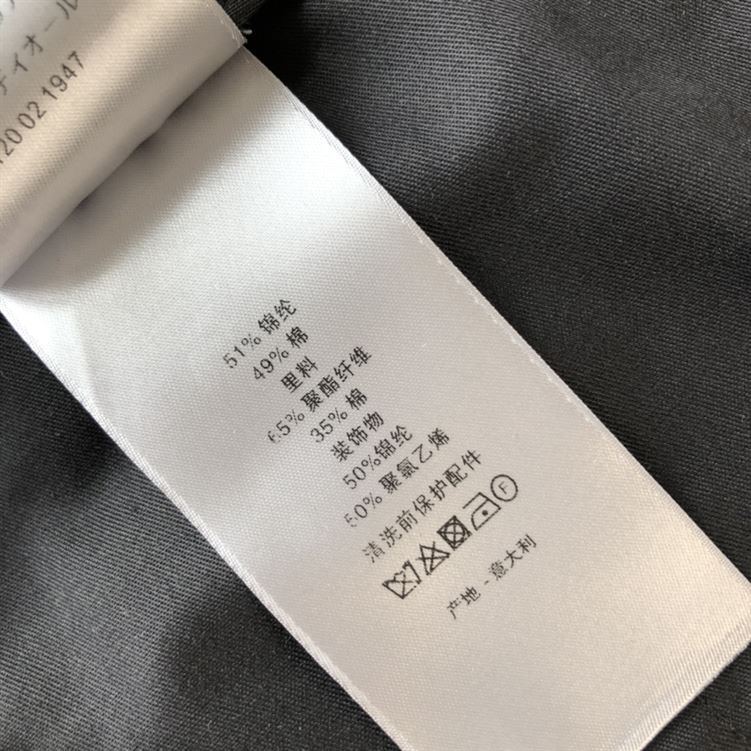 ディオール
120 02 1947
51% 锦纶
49% 棉
里料
65% 聚酯纤维
35% 棉
装饰物
50%锦纶
50% 聚氯乙烯
清洗前保护配件
F
产地 - 意大利